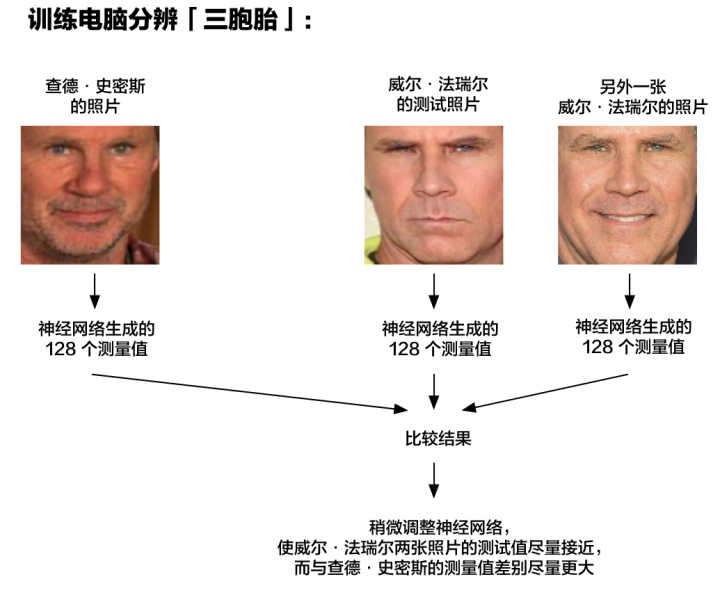 训练电脑分辨「三胞胎」:
查德·史密斯
的照片
威尔·法瑞尔
的测试照片
另外一张
威尔·法瑞尔的照片
神经网络生成的
128 个测量值
神经网络生成的
128 个测量值
神经网络生成的
128 个测量值
比较结果
稍微调整神经网络，
使威尔·法瑞尔两张照片的测试值尽量接近，
而与查德·史密斯的测量值差别尽量更大